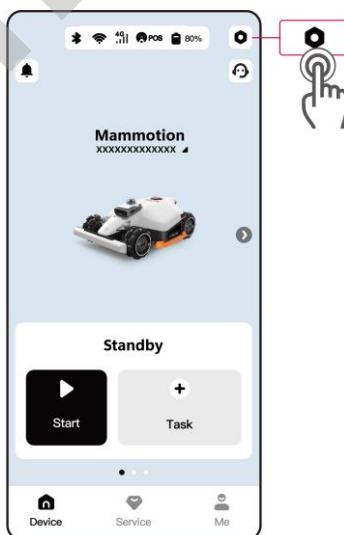 4G POS 80%
Mammotion
XXXXXXXXXXXXX
Standby
Start Task
Device Service Me